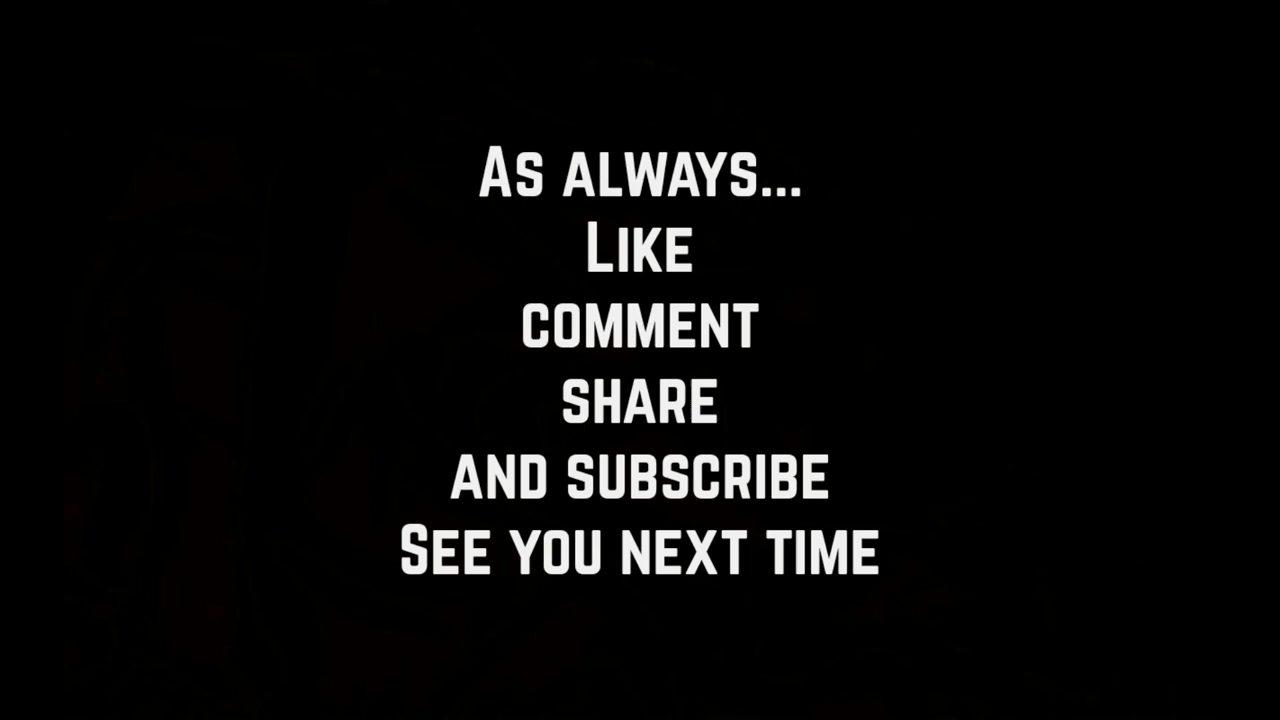 As always...
Like
comment
share
and subscribe
See you next time